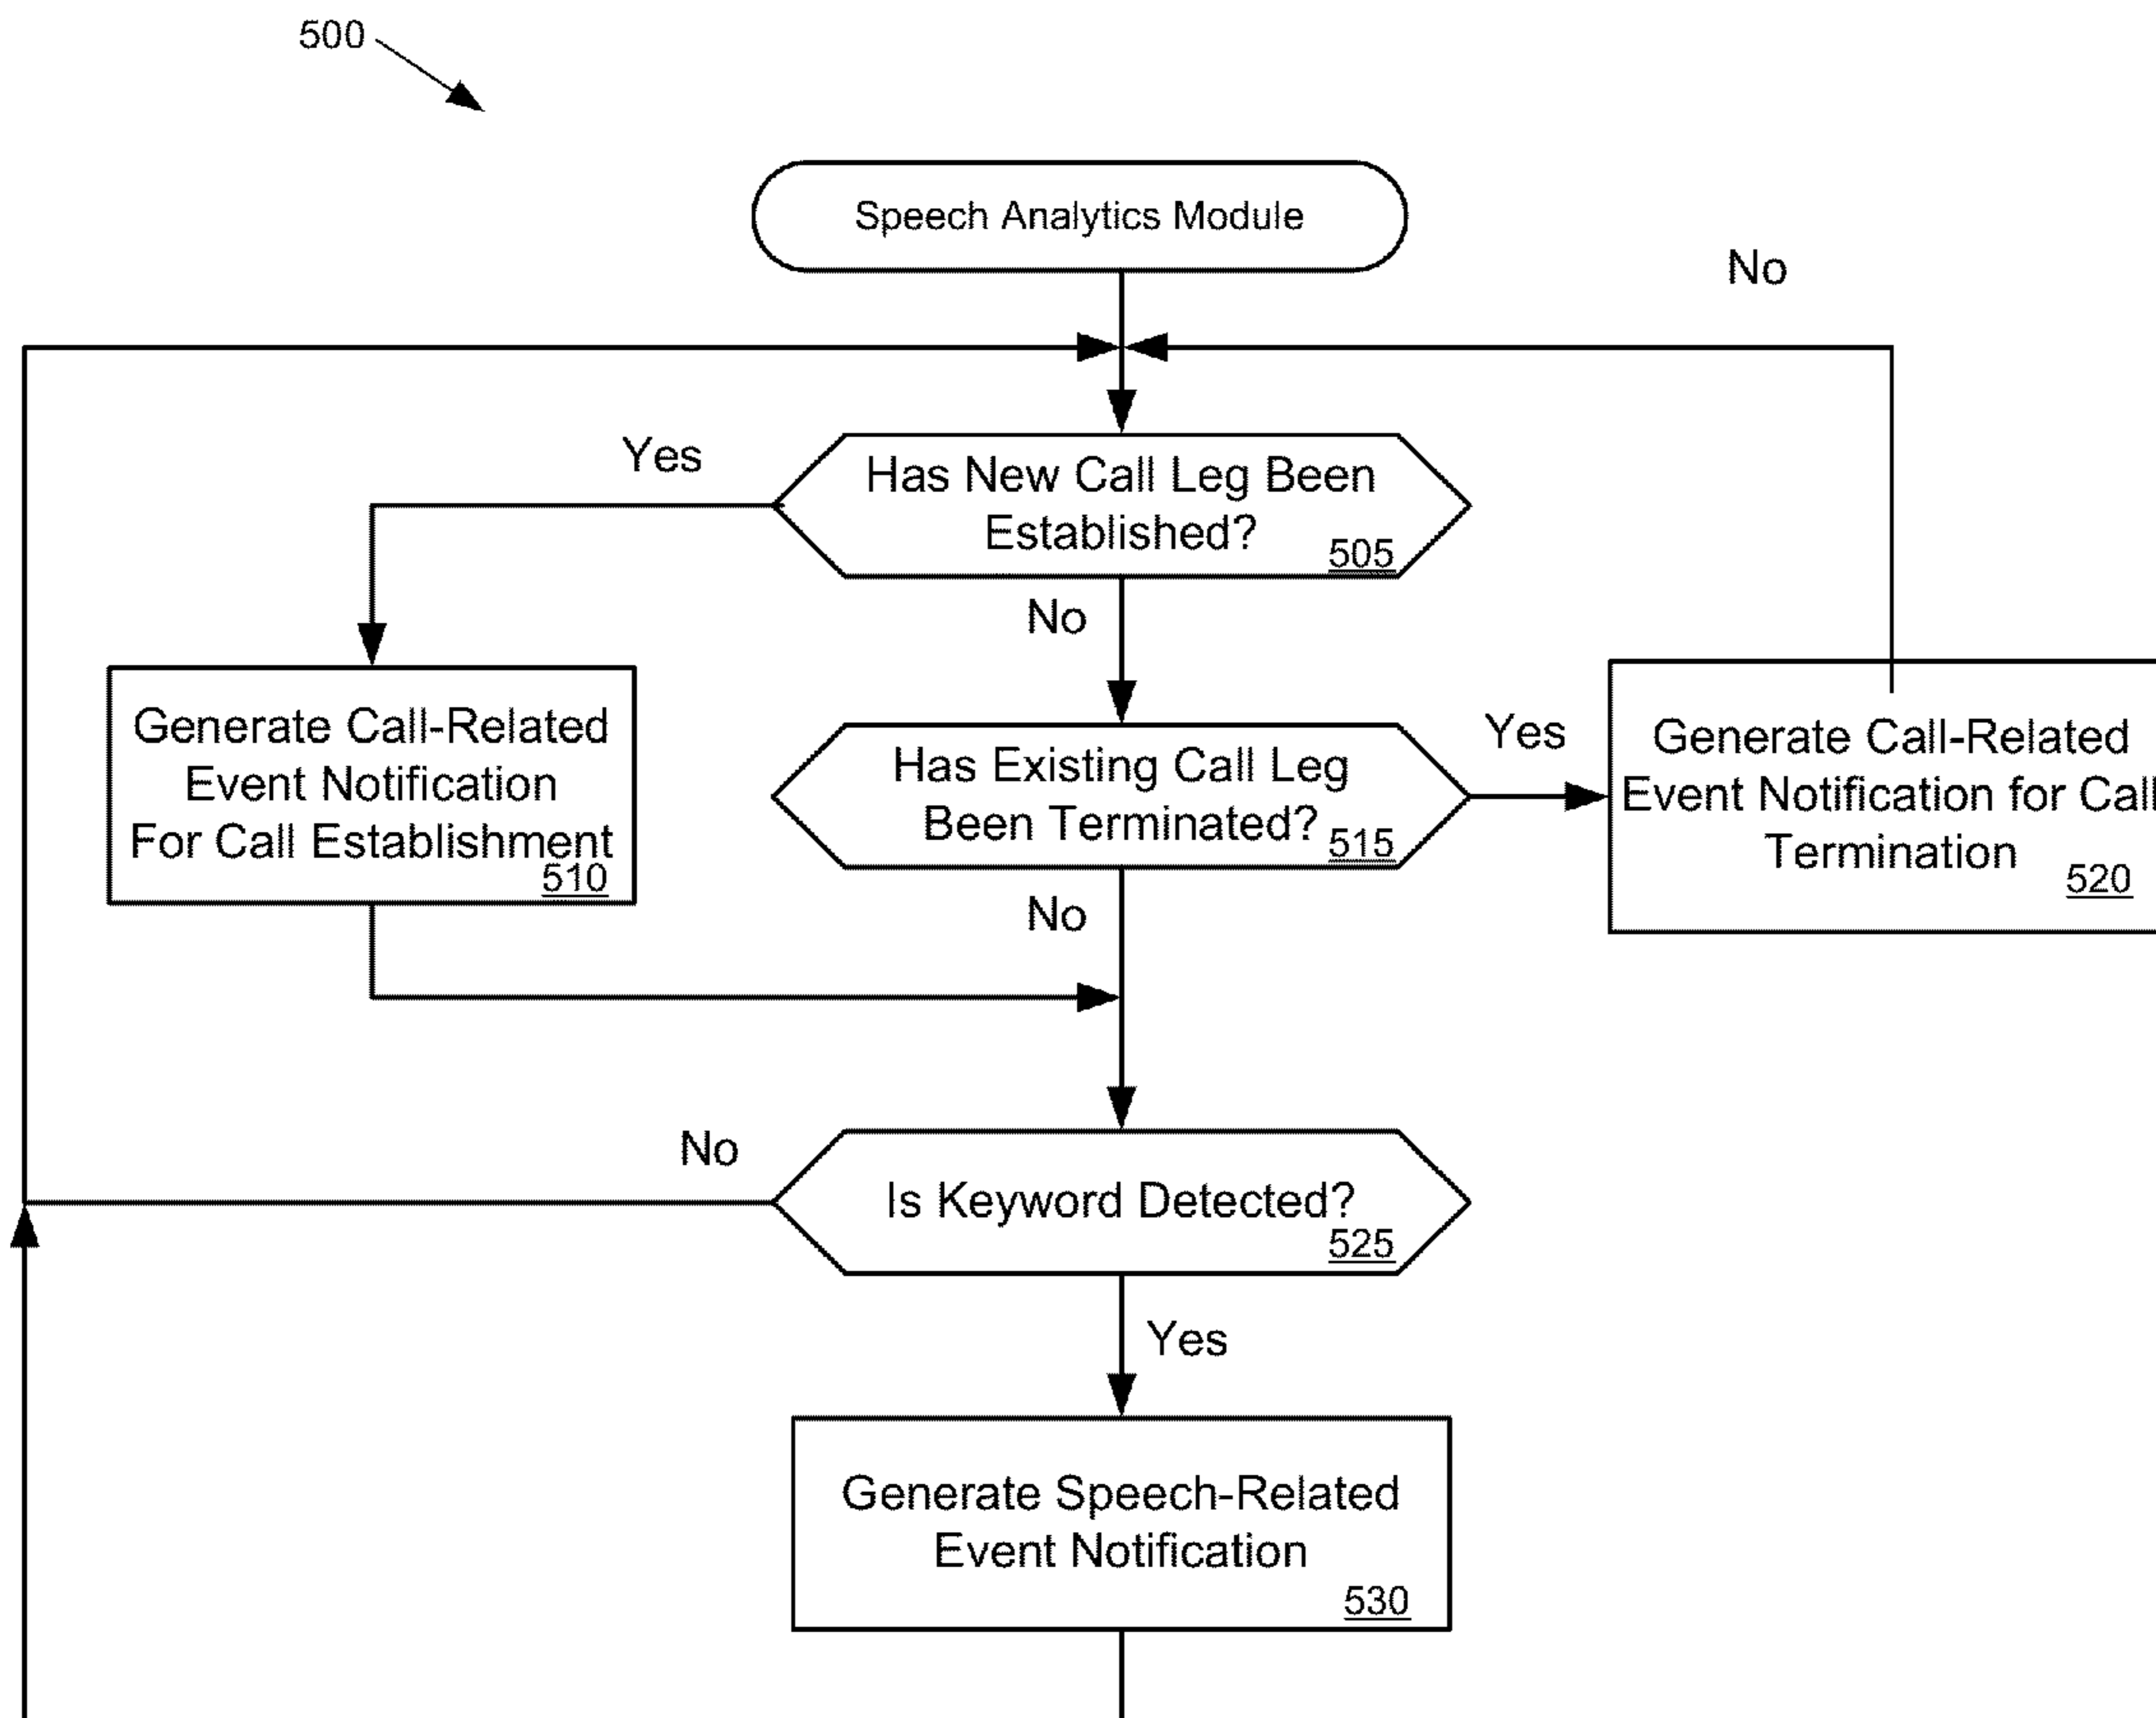 500
Speech Analytics Module
No
Yes
Has New Call Leg Been
Established?
505
No
Generate Call-Related
Event Notification
For Call Establishment
510
Has Existing Call Leg
Been Terminated?
515
Yes
Generate Call-Related
Event Notification for Call
Termination
520
No
No
Is Keyword Detected?
525
Yes
Generate Speech-Related
Event Notification
530